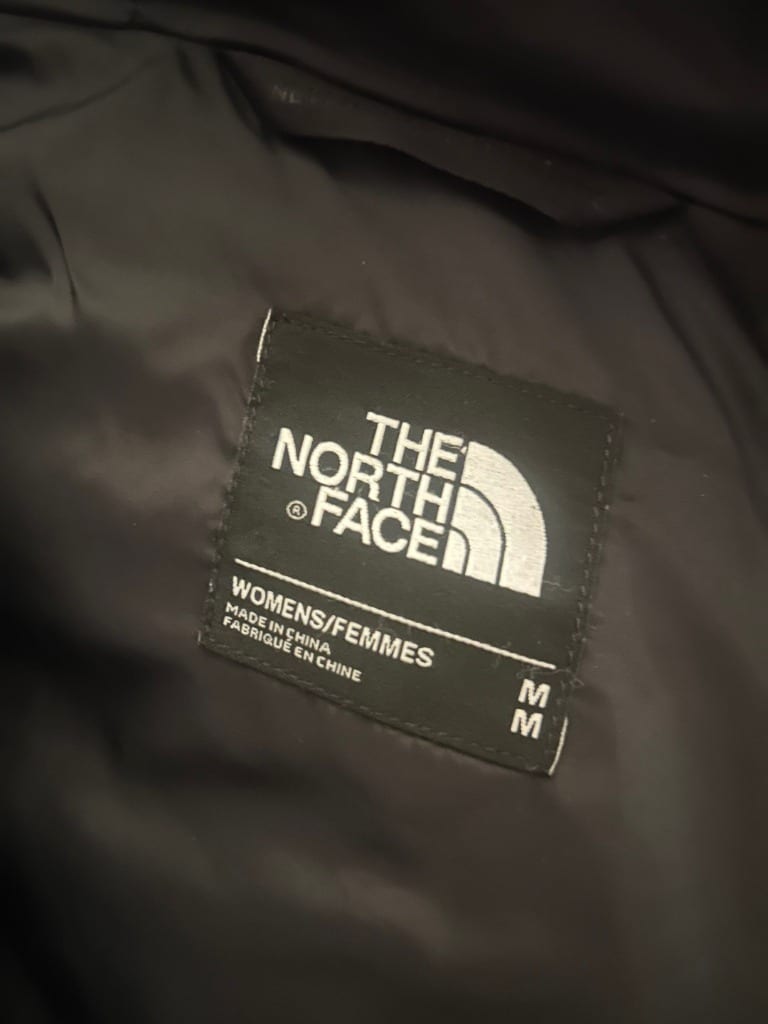 THE
NORTH
® FACE
WOMENS/FEMMES
MADE IN CHINA
FABRIQUÉ EN CHINE
M
M